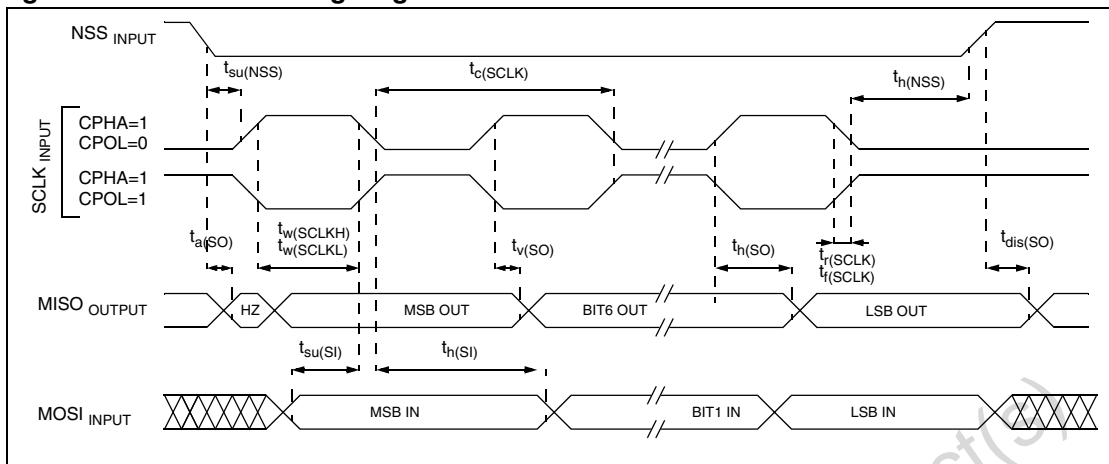 NSS INPUT
tsu(NSS)
tc(SCLK)
th(NSS)
SCLK INPUT
CPHA=1
CPOL=0
CPHA=1
CPOL=1
ta(SO)
tw(SCLKH)
tw(SCLKL)
tv(SO)
th(SO)
tr(SCLK)
tf(SCLK)
tdis(SO)
MISO OUTPUT
HZ
MSB OUT
BIT6 OUT
LSB OUT
tsu(SI)
th(SI)
MOSI INPUT
MSB IN
BIT1 IN
LSB IN
ct(s)